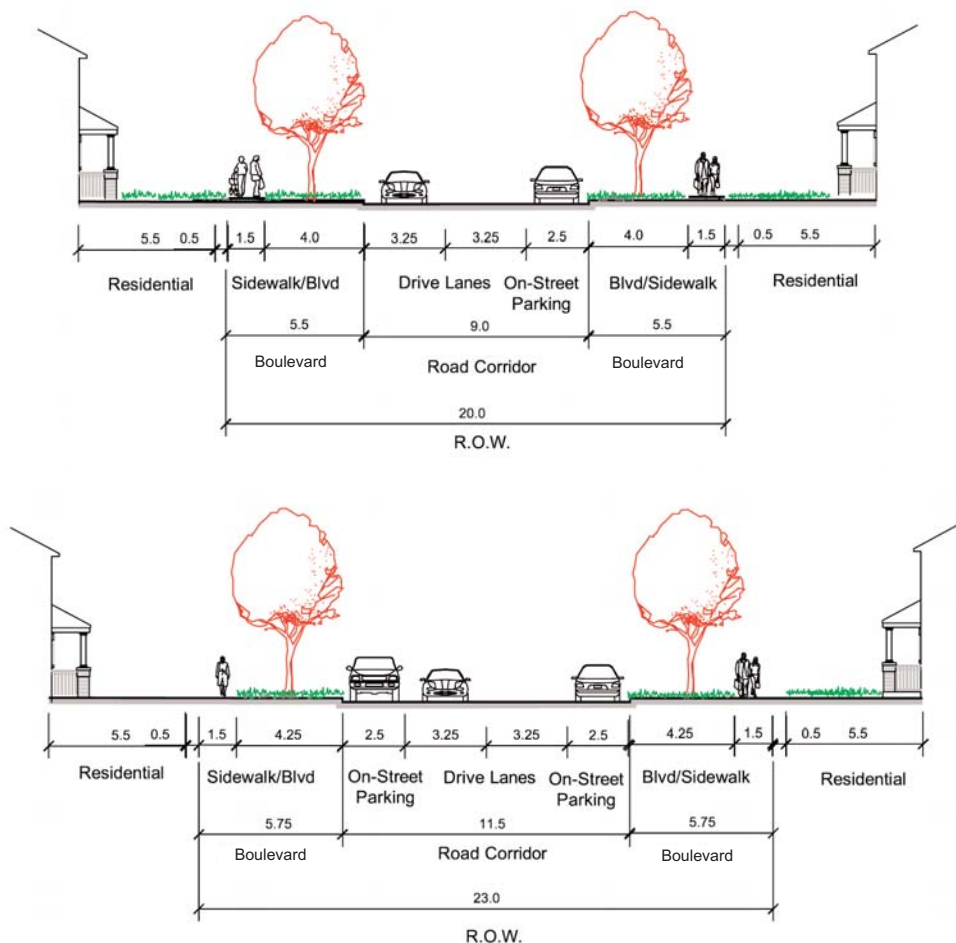 5.5 0.5 1.5 4.0 3.25 3.25 2.5 4.0 1.5 0.5 5.5
Residential Sidewalk/Blvd Drive Lanes On-Street Parking Blvd/Sidewalk Residential
5.5 9.0 5.5
Boulevard Road Corridor Boulevard
20.0
R.O.W.
5.5 0.5 1.5 4.25 2.5 3.25 3.25 2.5 4.25 1.5 0.5 5.5
Residential Sidewalk/Blvd On-Street Parking Drive Lanes On-Street Parking Blvd/Sidewalk Residential
5.75 11.5 5.75
Boulevard Road Corridor Boulevard
23.0
R.O.W.